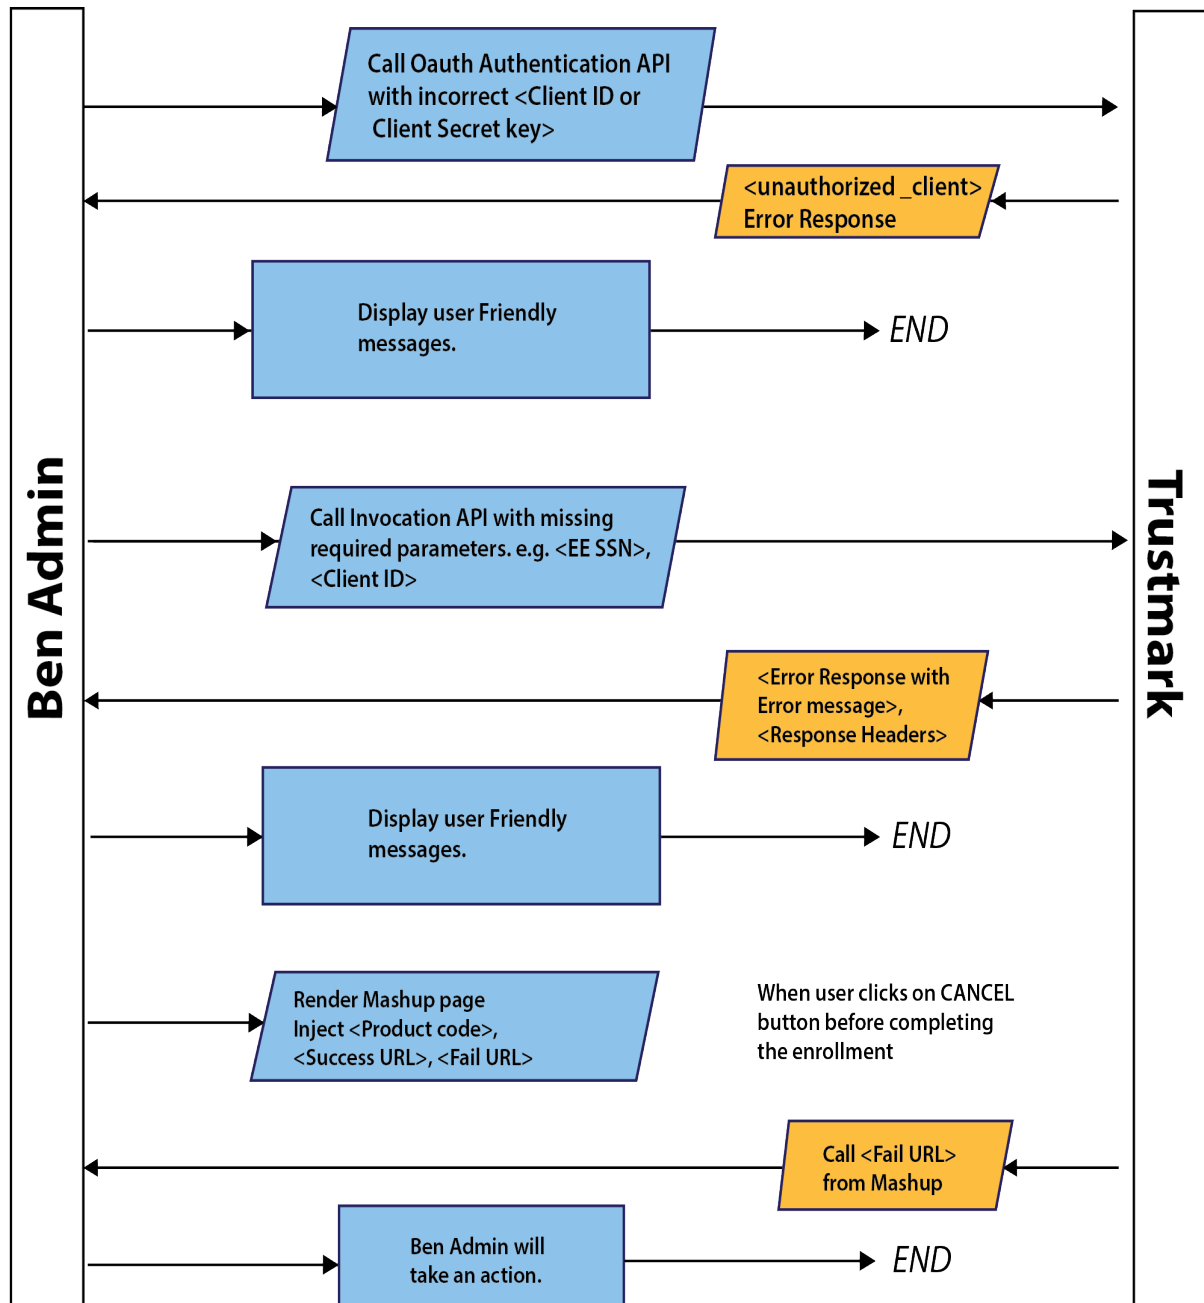 Call Oauth Authentication API
with incorrect <Client ID or
Client Secret key>
<unauthorized _client>
Error Response
Display user Friendly
messages.
END
Ben Admin
Trustmark
Call Invocation API with missing
required parameters. e.g. <EE SSN>,
<Client ID>
<Error Response with
Error message>,
<Response Headers>
Display user Friendly
messages.
END
Render Mashup page
Inject <Product code>,
<Success URL>, <Fail URL>
When user clicks on CANCEL
button before completing
the enrollment
Call <Fail URL>
from Mashup
Ben Admin will
take an action.
END